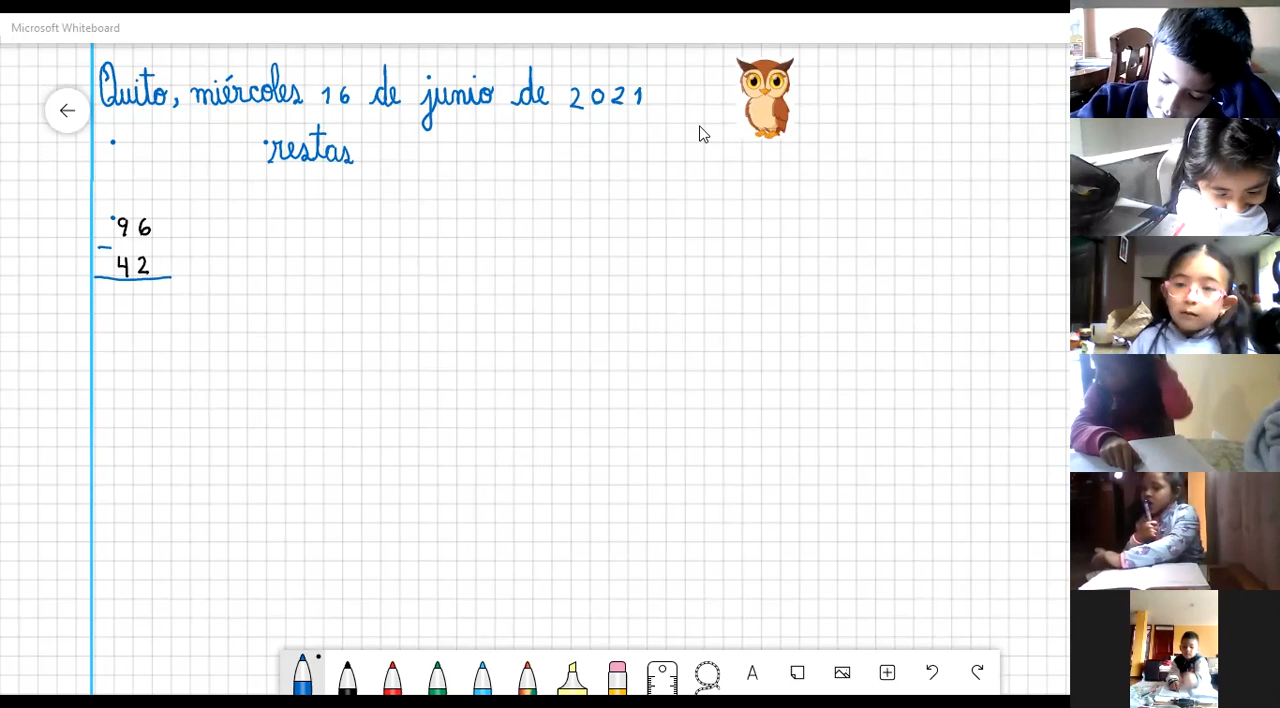 Microsoft Whiteboard
Quito, miércoles 16 de junio de 2021
restas
96
-
42
A